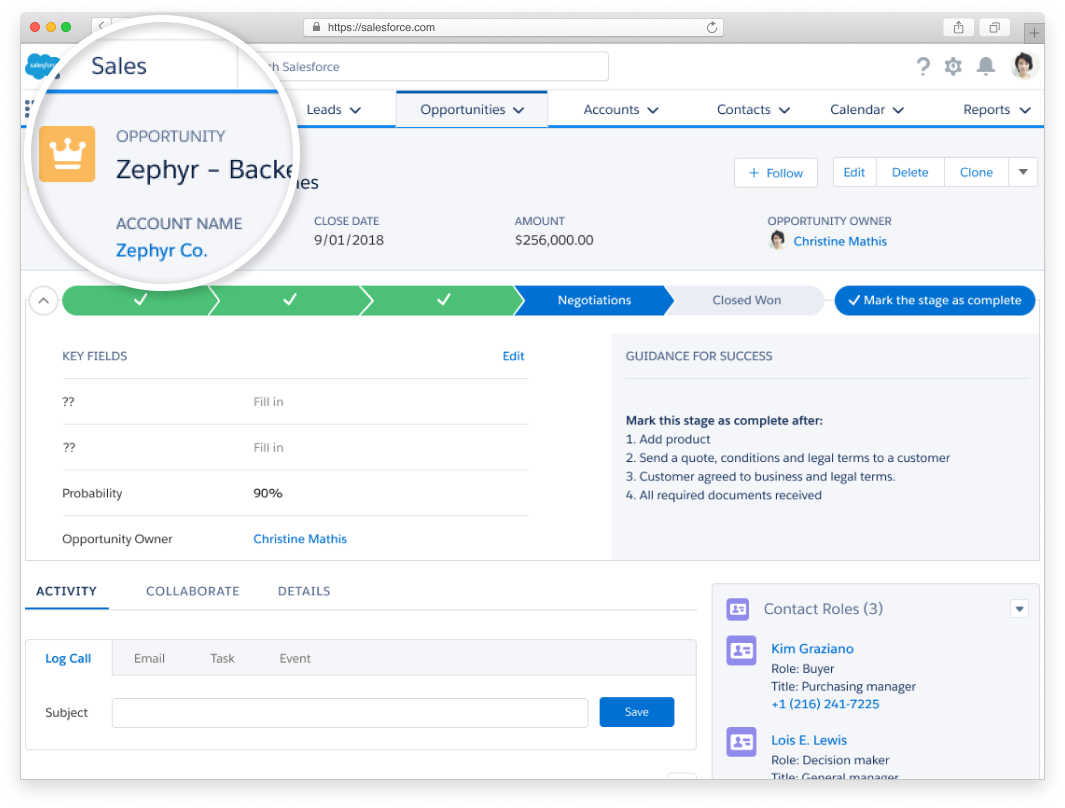 https://salesforce.com
salesforce
Sales
ch Salesforce
Leads
Opportunities
Accounts
Contacts
Calendar
Reports
OPPORTUNITY
Zephyr – Backe
+ Follow
Edit
Delete
Clone
ACCOUNT NAME
Zephyr Co.
CLOSE DATE
9/01/2018
AMOUNT
$256,000.00
OPPORTUNITY OWNER
Christine Mathis
Negotiations
Closed Won
Mark the stage as complete
KEY FIELDS
Edit
??
Fill in
??
Fill in
Probability
90%
Opportunity Owner
Christine Mathis
GUIDANCE FOR SUCCESS
Mark this stage as complete after:
1. Add product
2. Send a quote, conditions and legal terms to a customer
3. Customer agreed to business and legal terms.
4. All required documents received
ACTIVITY
COLLABORATE
DETAILS
Log Call
Email
Task
Event
Subject
Save
Contact Roles (3)
Kim Graziano
Role: Buyer
Title: Purchasing manager
+1 (216) 241-7225
Lois E. Lewis
Role: Decision maker
Title: General manager